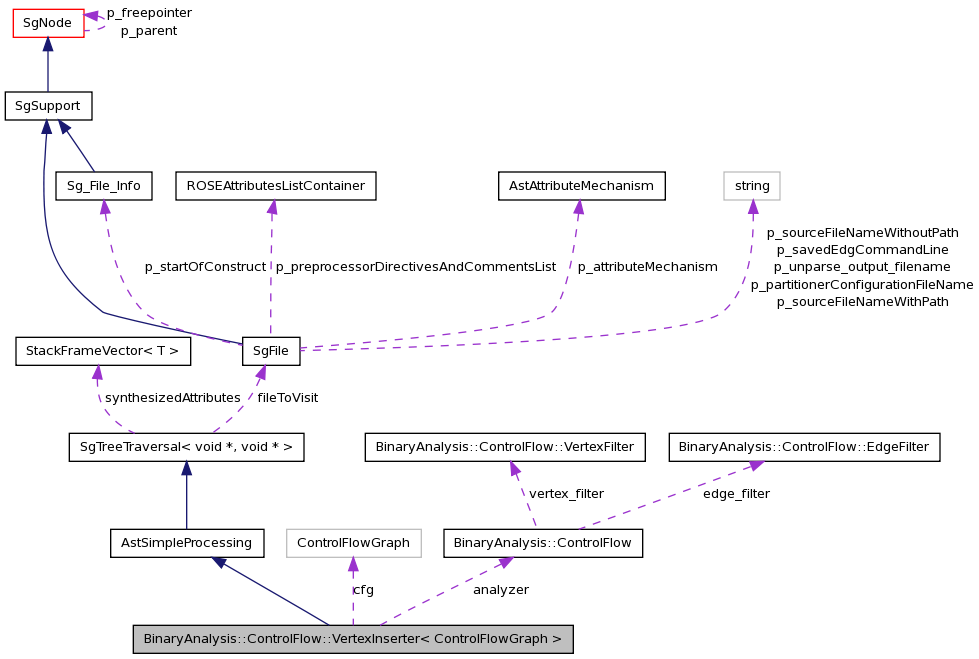 SgNode
p_freepointer
p_parent
SgSupport
Sg_File_Info
ROSEAttributesListContainer
AstAttributeMechanism
string
p_sourceFileNameWithoutPath
p_savedEdgCommandLine
p_unparse_output_filename
p_partitionerConfigurationFileName
p_sourceFileNameWithPath
p_startOfConstruct
p_preprocessorDirectivesAndCommentsList
p_attributeMechanism
StackFrameVector< T >
SgFile
synthesizedAttributes
fileToVisit
SgTreeTraversal< void *, void * >
BinaryAnalysis::ControlFlow::VertexFilter
BinaryAnalysis::ControlFlow::EdgeFilter
vertex_filter
edge_filter
AstSimpleProcessing
ControlFlowGraph
BinaryAnalysis::ControlFlow
cfg
analyzer
BinaryAnalysis::ControlFlow::VertexInserter< ControlFlowGraph >